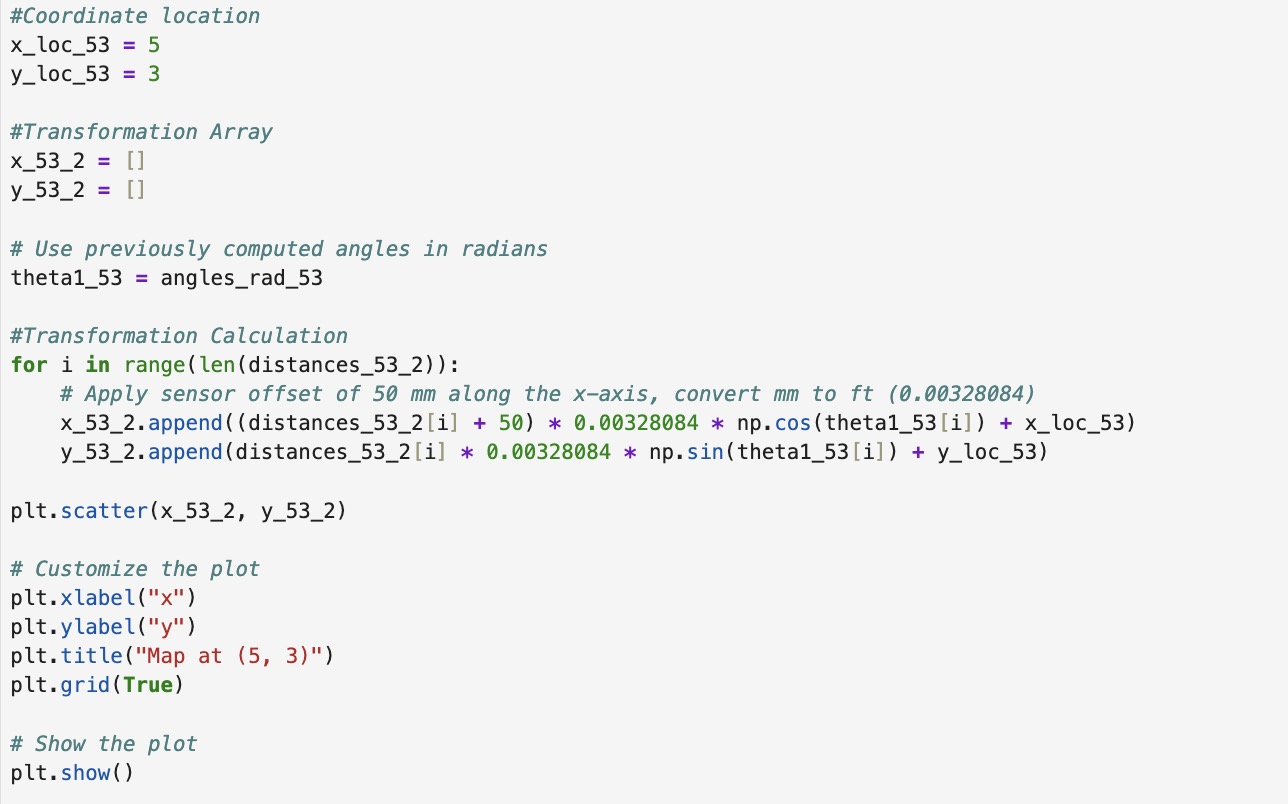 #Coordinate location
x_loc_53 = 5
y_loc_53 = 3

#Transformation Array
x_53_2 = []
y_53_2 = []

# Use previously computed angles in radians
theta1_53 = angles_rad_53

#Transformation Calculation
for i in range(len(distances_53_2)):
    # Apply sensor offset of 50 mm along the x-axis, convert mm to ft (0.00328084)
    x_53_2.append((distances_53_2[i] + 50) * 0.00328084 * np.cos(theta1_53[i]) + x_loc_53)
    y_53_2.append(distances_53_2[i] * 0.00328084 * np.sin(theta1_53[i]) + y_loc_53)

plt.scatter(x_53_2, y_53_2)

# Customize the plot
plt.xlabel("x")
plt.ylabel("y")
plt.title("Map at (5, 3)")
plt.grid(True)

# Show the plot
plt.show()